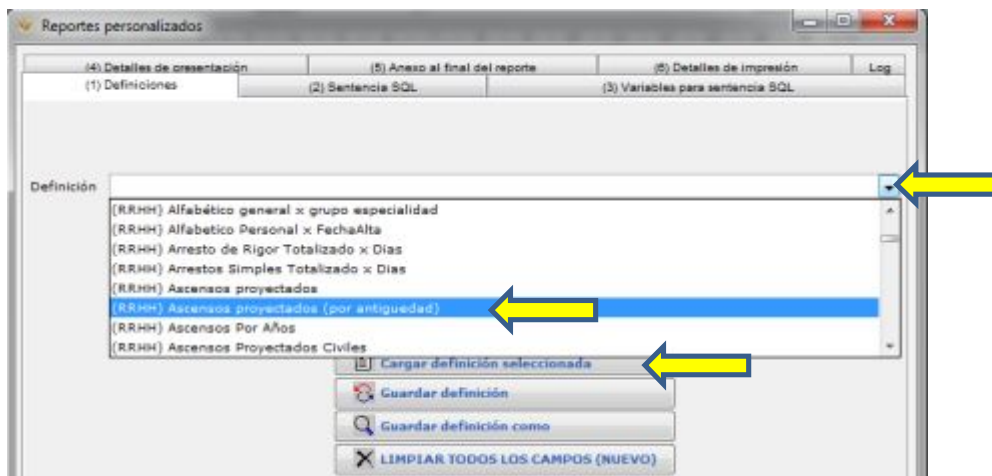 Reportes personalizados
(4) Detalles de presentación (5) Anexo al final del reporte (6) Detalles de impresión Log
(1) Definiciones (2) Sentencia SQL (3) Variables para sentencia SQL
Definición
(RRHH) Alfabético general x grupo especialidad
(RRHH) Alfabetico Personal x FechaAlta
(RRHH) Arresto de Rigor Totalizado x Dias
(RRHH) Arrestos Simples Totalizado x Dias
(RRHH) Ascensos proyectados
(RRHH) Ascensos proyectados (por antiguedad)
(RRHH) Ascensos Por Años
(RRHH) Ascensos Proyectados Civiles
Cargar definición seleccionada
Guardar definición
Guardar definición como
LIMPIAR TODOS LOS CAMPOS (NUEVO)